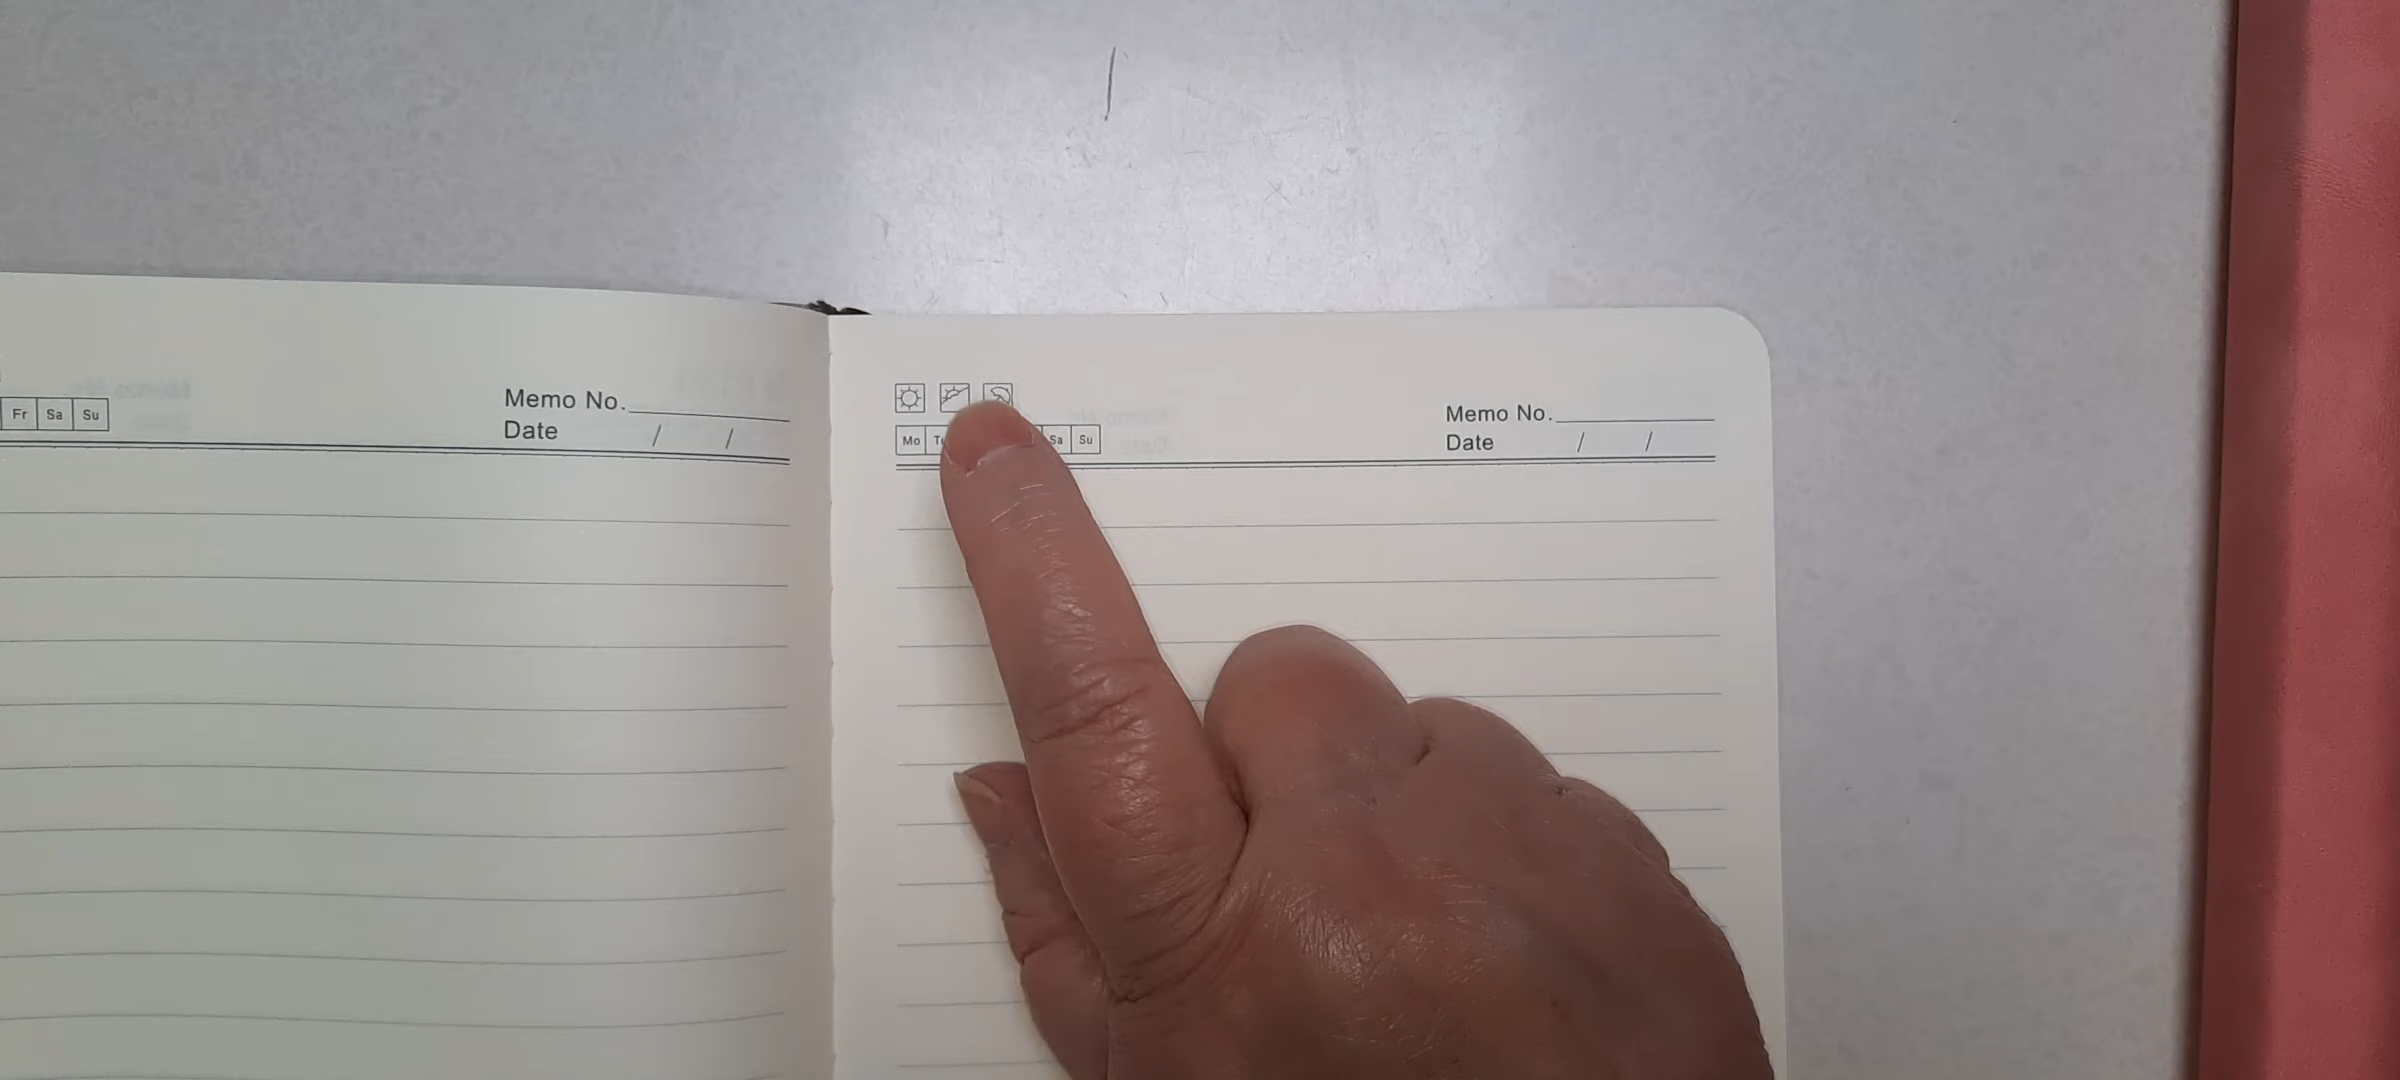 Fr Sa Su
Memo No.
Date / /
Mo Sa Su
Memo No.
Date / /